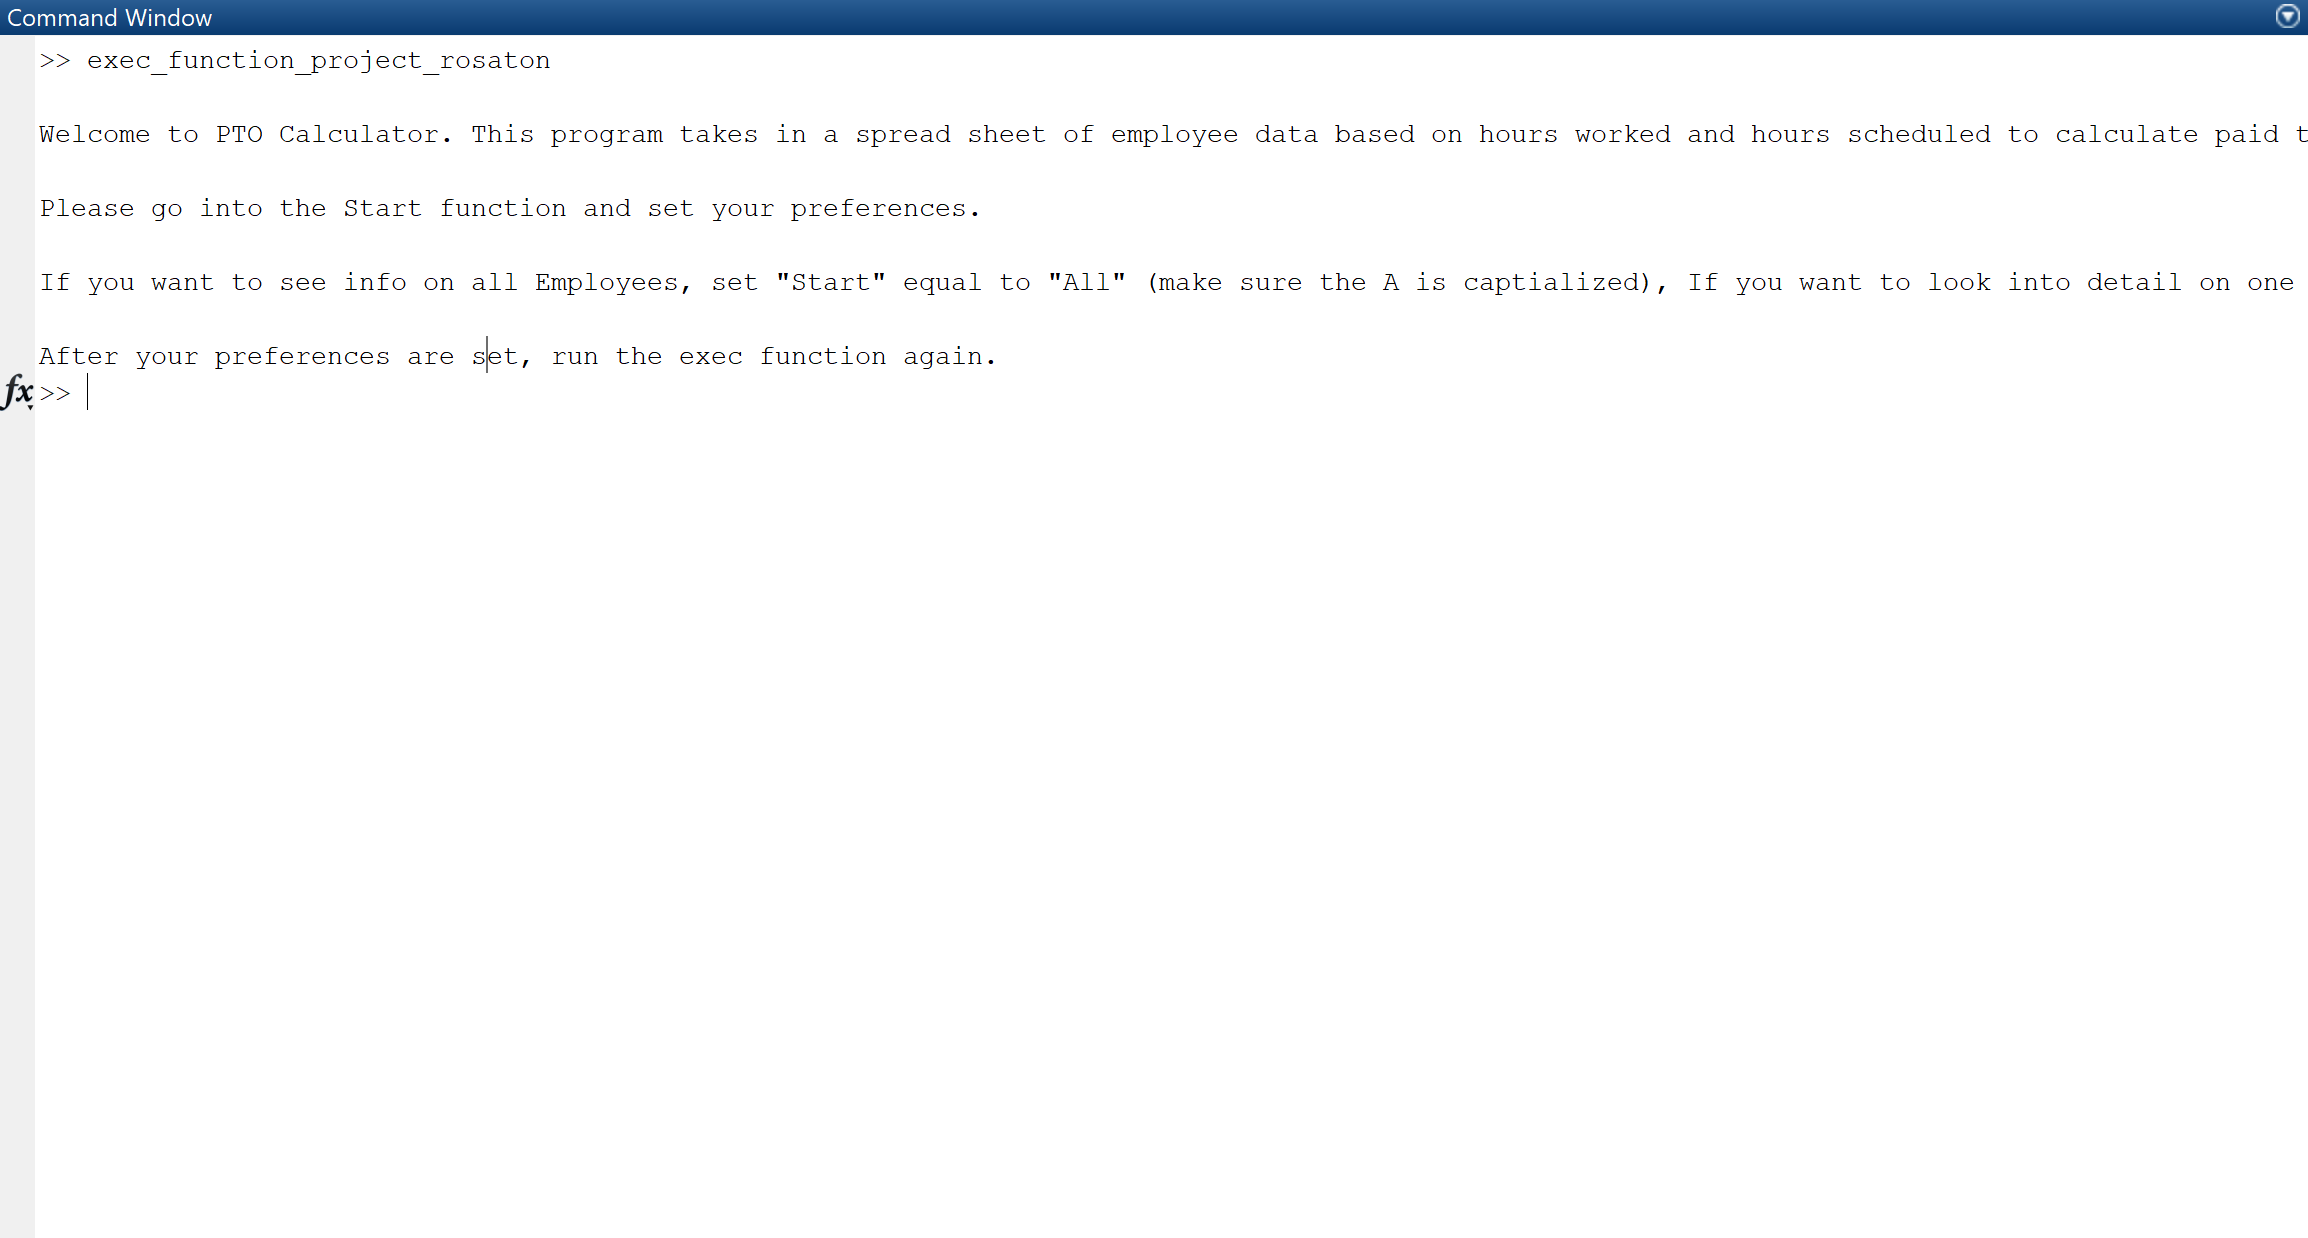 Command Window
>> exec_function_project_rosaton
Welcome to PTO Calculator. This program takes in a spread sheet of employee data based on hours worked and hours scheduled to calculate paid t
Please go into the Start function and set your preferences.
If you want to see info on all Employees, set "Start" equal to "All" (make sure the A is captialized), If you want to look into detail on one
After your preferences are set, run the exec function again.
fx >>